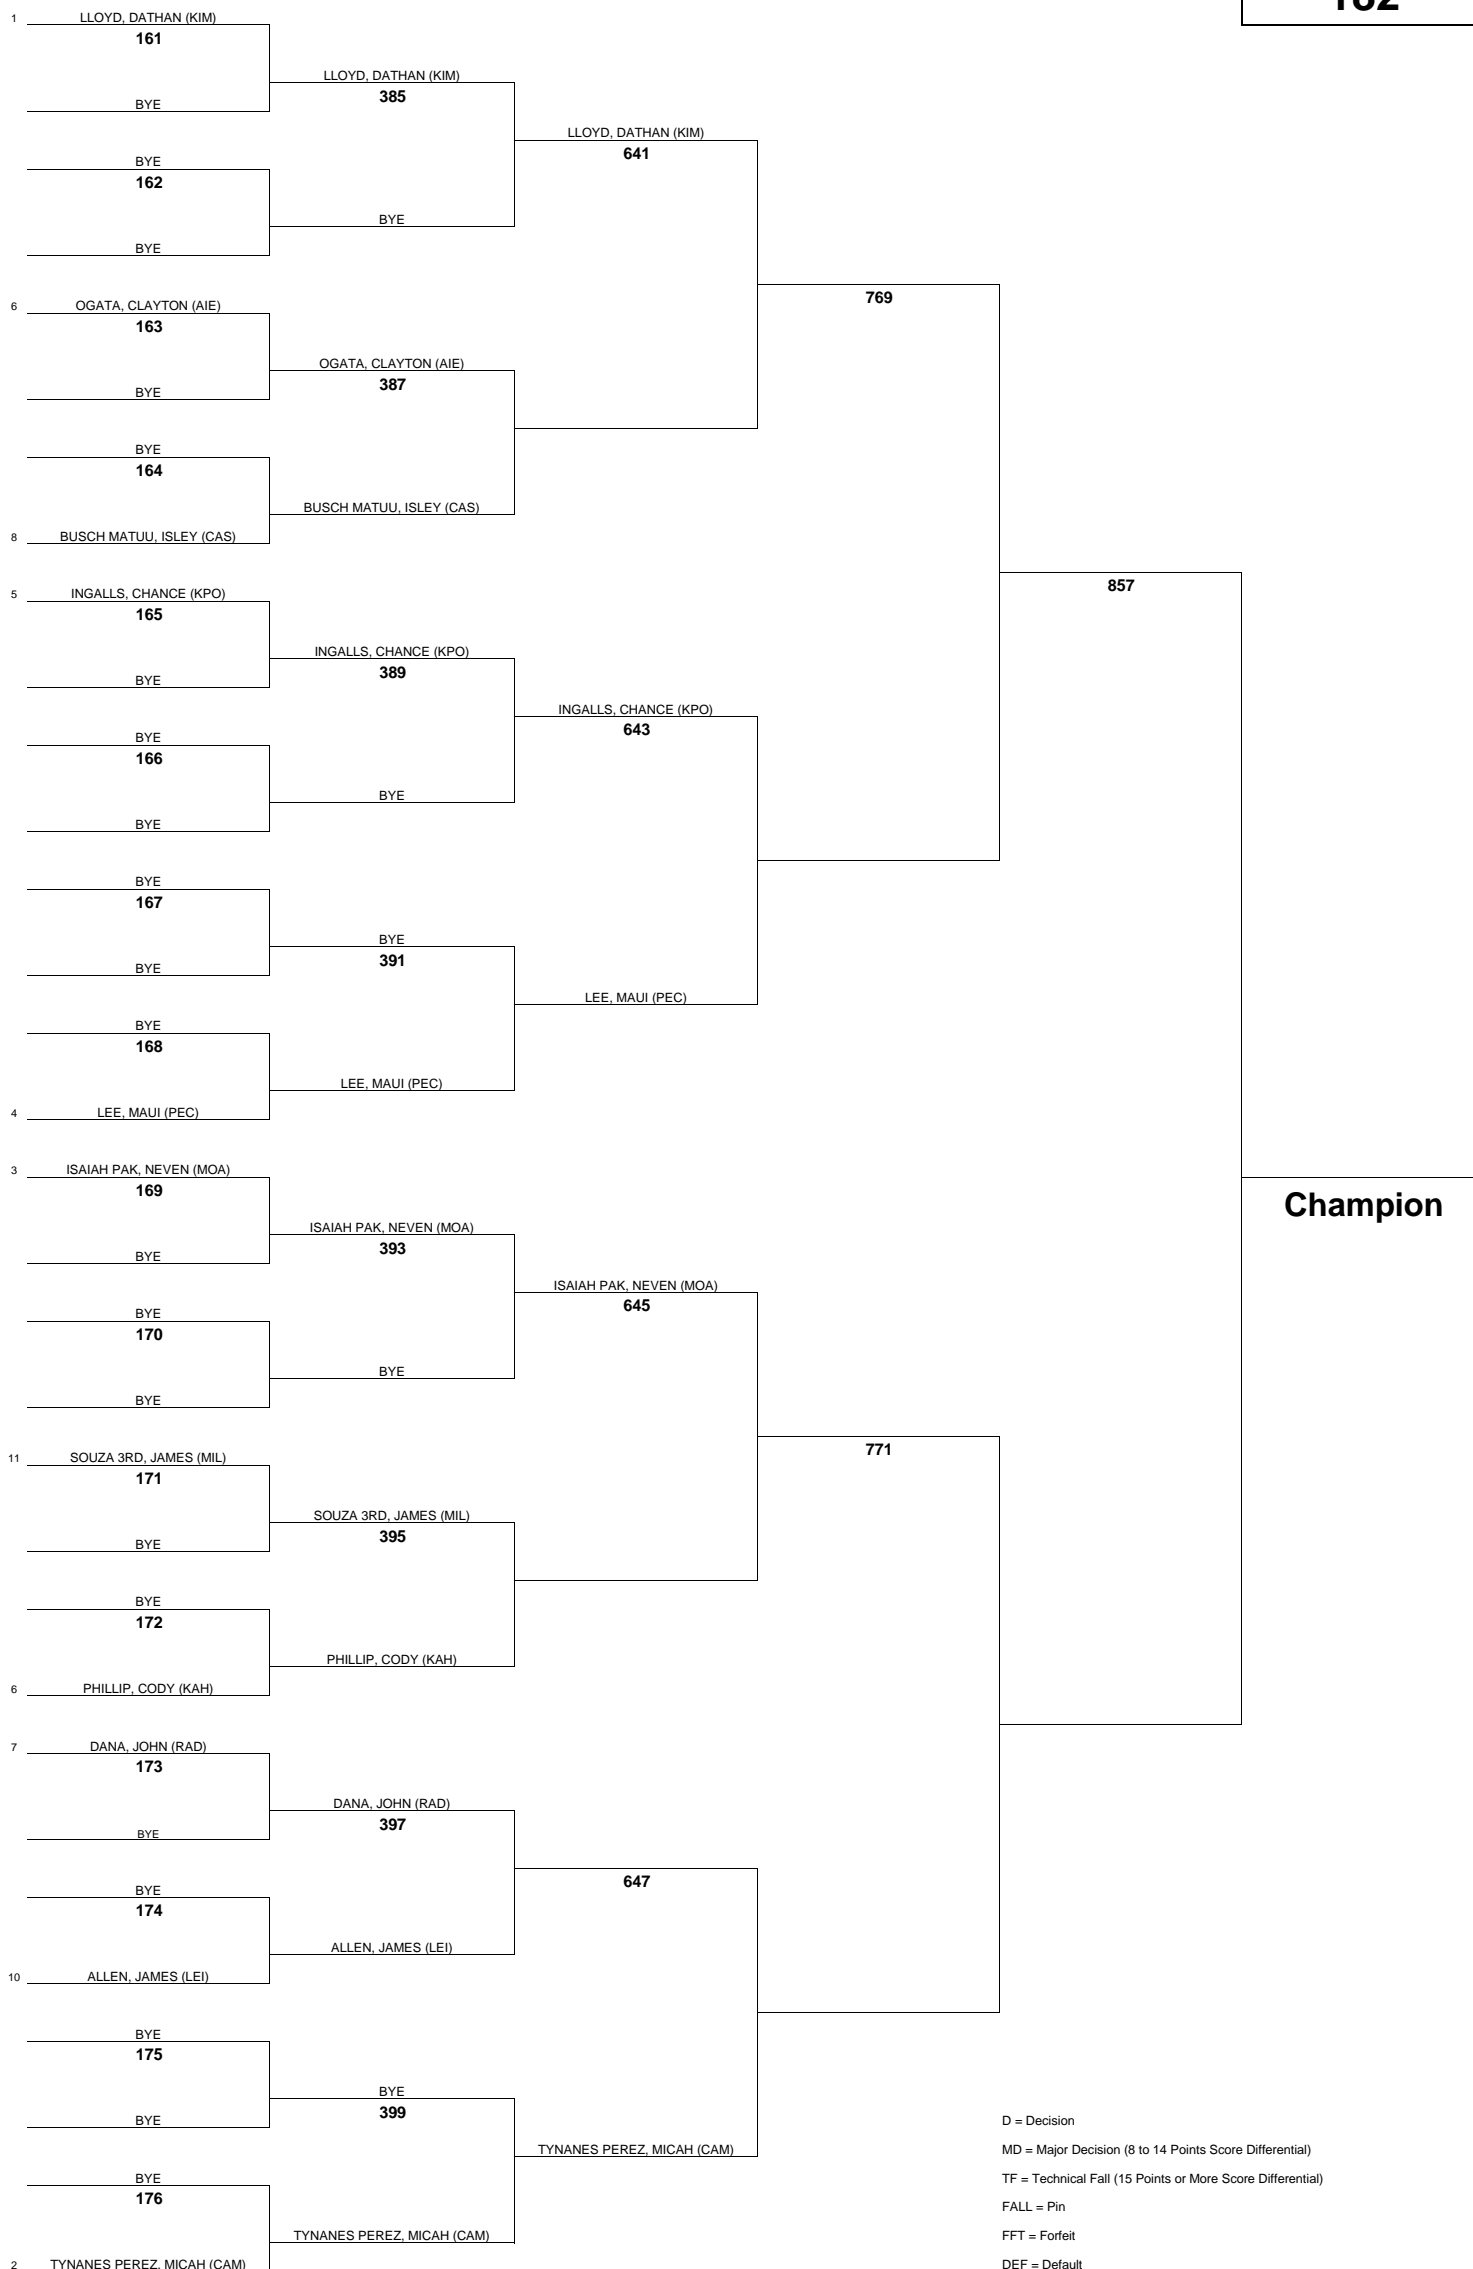 182
1 LLOYD, DATHAN (KIM)
161
BYE
BYE
162
BYE
6 OGATA, CLAYTON (AIE)
163
BYE
BYE
164
8 BUSCH MATUU, ISLEY (CAS)
5 INGALLS, CHANCE (KPO)
165
BYE
BYE
166
BYE
BYE
167
BYE
BYE
168
4 LEE, MAUI (PEC)
3 ISAIAH PAK, NEVEN (MOA)
169
BYE
BYE
170
BYE
11 SOUZA 3RD, JAMES (MIL)
171
BYE
BYE
172
6 PHILLIP, CODY (KAH)
7 DANA, JOHN (RAD)
173
BYE
BYE
174
10 ALLEN, JAMES (LEI)
BYE
175
BYE
BYE
176
2 TYNANES PEREZ, MICAH (CAM)
LLOYD, DATHAN (KIM)
385
BYE
OGATA, CLAYTON (AIE)
387
BUSCH MATUU, ISLEY (CAS)
INGALLS, CHANCE (KPO)
389
BYE
BYE
391
LEE, MAUI (PEC)
ISAIAH PAK, NEVEN (MOA)
393
BYE
SOUZA 3RD, JAMES (MIL)
395
PHILLIP, CODY (KAH)
DANA, JOHN (RAD)
397
ALLEN, JAMES (LEI)
BYE
399
TYNANES PEREZ, MICAH (CAM)
LLOYD, DATHAN (KIM)
641
INGALLS, CHANCE (KPO)
643
LEE, MAUI (PEC)
ISAIAH PAK, NEVEN (MOA)
645
647
TYNANES PEREZ, MICAH (CAM)
769
771
857
Champion
D = Decision
MD = Major Decision (8 to 14 Points Score Differential)
TF = Technical Fall (15 Points or More Score Differential)
FALL = Pin
FFT = Forfeit
DEF = Default